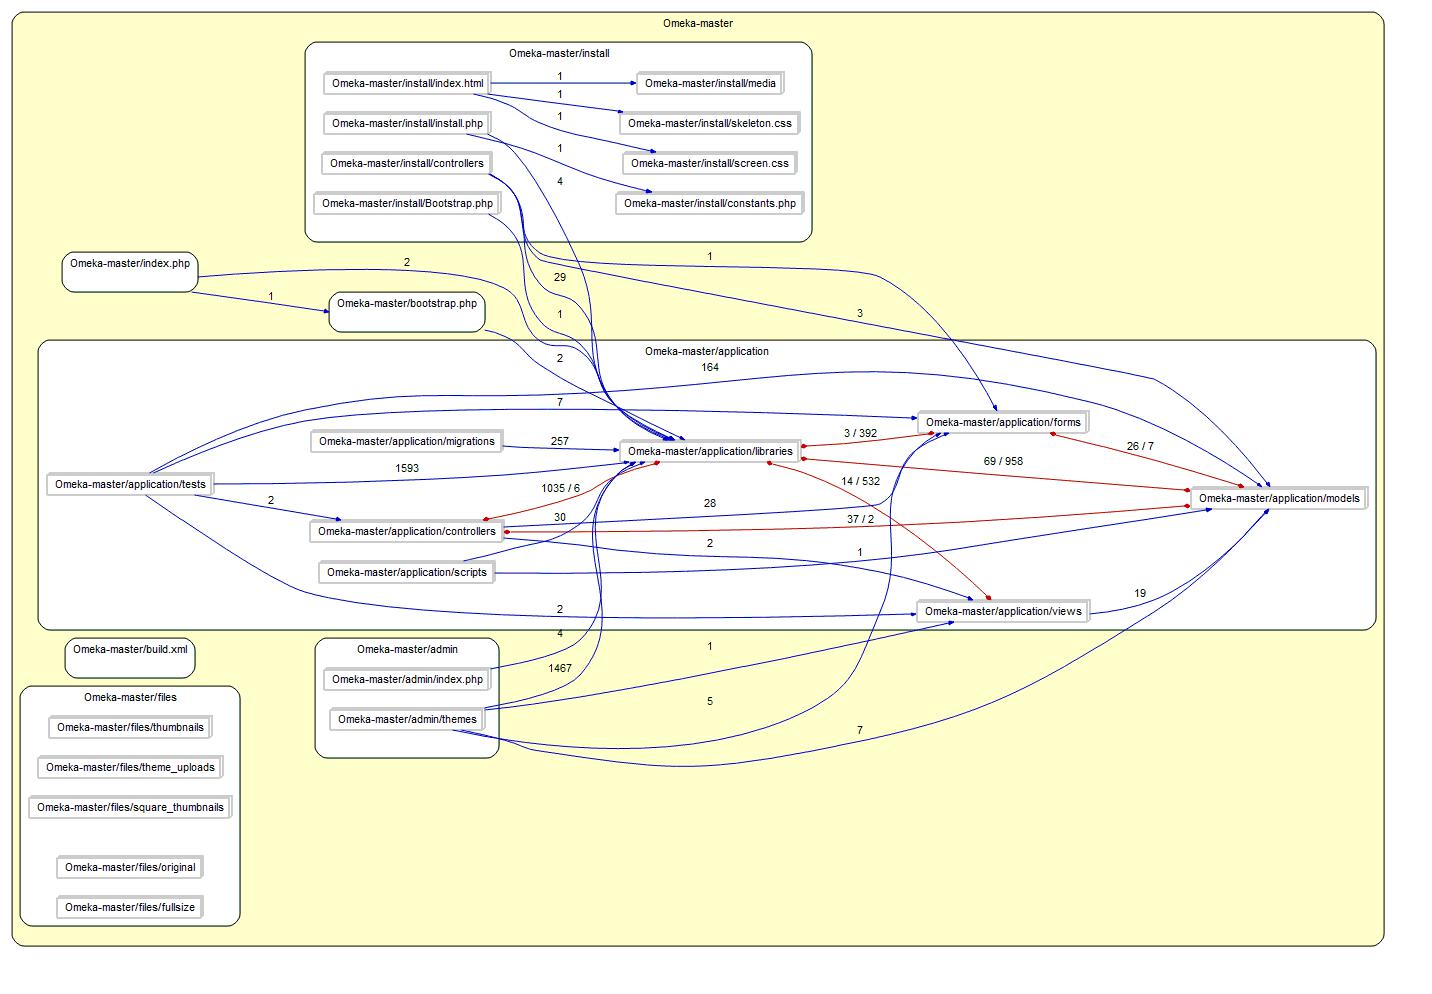 Omeka-master
Omeka-master/install
Omeka-master/install/index.html
1
Omeka-master/install/media
1
Omeka-master/install/skeleton.css
1
Omeka-master/install/install.php
1
Omeka-master/install/controllers
Omeka-master/install/screen.css
4
Omeka-master/install/Bootstrap.php
Omeka-master/install/constants.php
Omeka-master/index.php
2
1
29
1
Omeka-master/bootstrap.php
1
3
2
Omeka-master/application
164
7
Omeka-master/application/forms
Omeka-master/application/migrations
257
Omeka-master/application/libraries
3 / 392
26 / 7
1593
69 / 958
Omeka-master/application/tests
1035 / 6
14 / 532
Omeka-master/application/models
2
28
30
37 / 2
Omeka-master/application/controllers
2
1
Omeka-master/application/scripts
19
2
Omeka-master/application/views
4
Omeka-master/build.xml
Omeka-master/admin
1
1467
Omeka-master/admin/index.php
5
Omeka-master/admin/themes
7
Omeka-master/files
Omeka-master/files/thumbnails
Omeka-master/files/theme_uploads
Omeka-master/files/square_thumbnails
Omeka-master/files/original
Omeka-master/files/fullsize